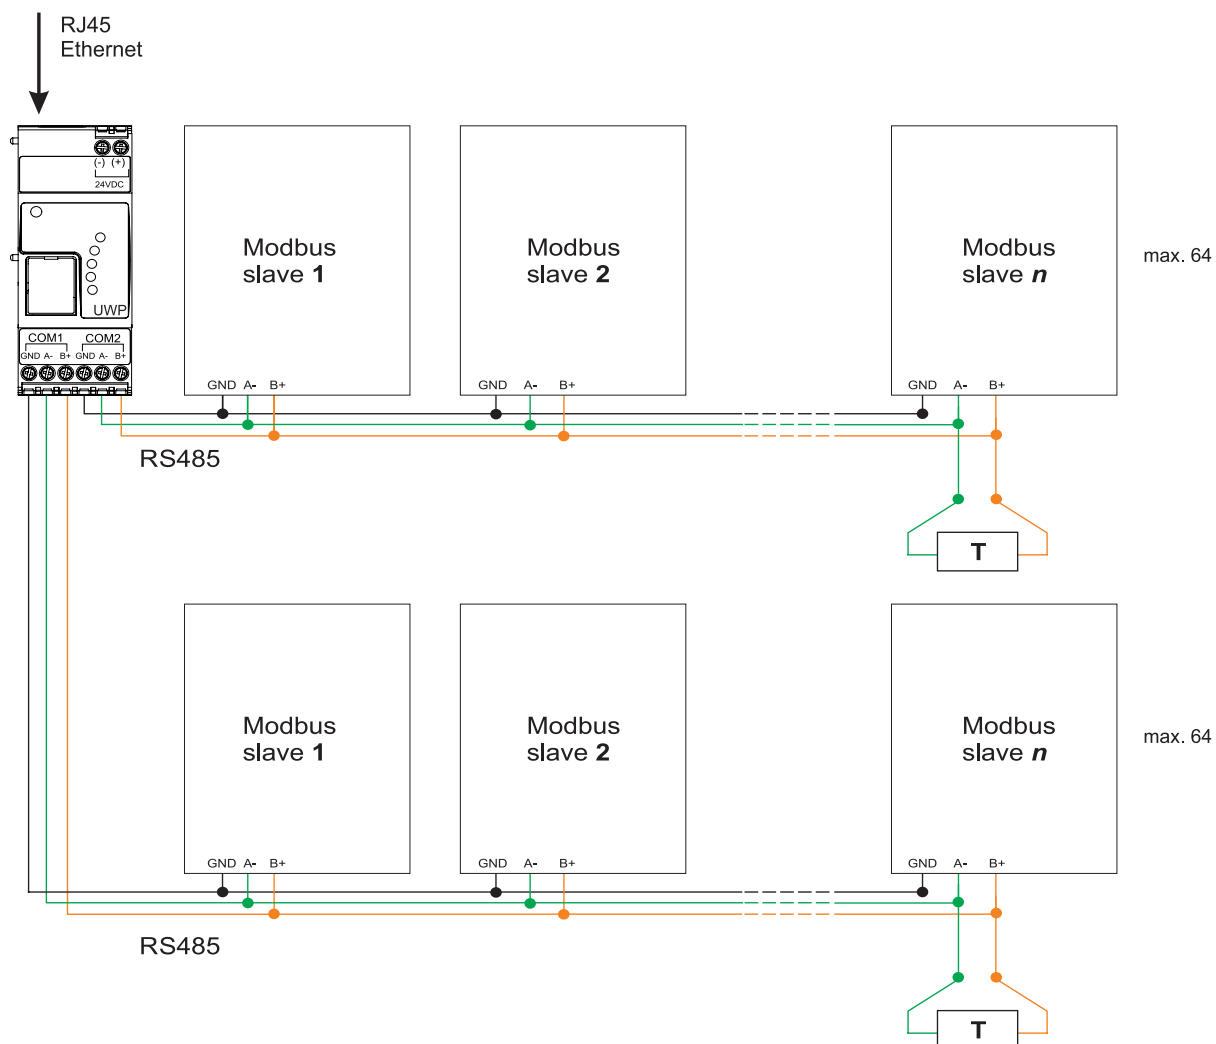 RJ45
Ethernet
(-) (+)
24VDC
UWP
COM1 COM2
GND A- B+ GND A- B+
Modbus
slave 1
Modbus
slave 2
Modbus
slave n
max. 64
GND A- B+
GND A- B+
GND A- B+
RS485
T
Modbus
slave 1
Modbus
slave 2
Modbus
slave n
max. 64
GND A- B+
GND A- B+
GND A- B+
RS485
T